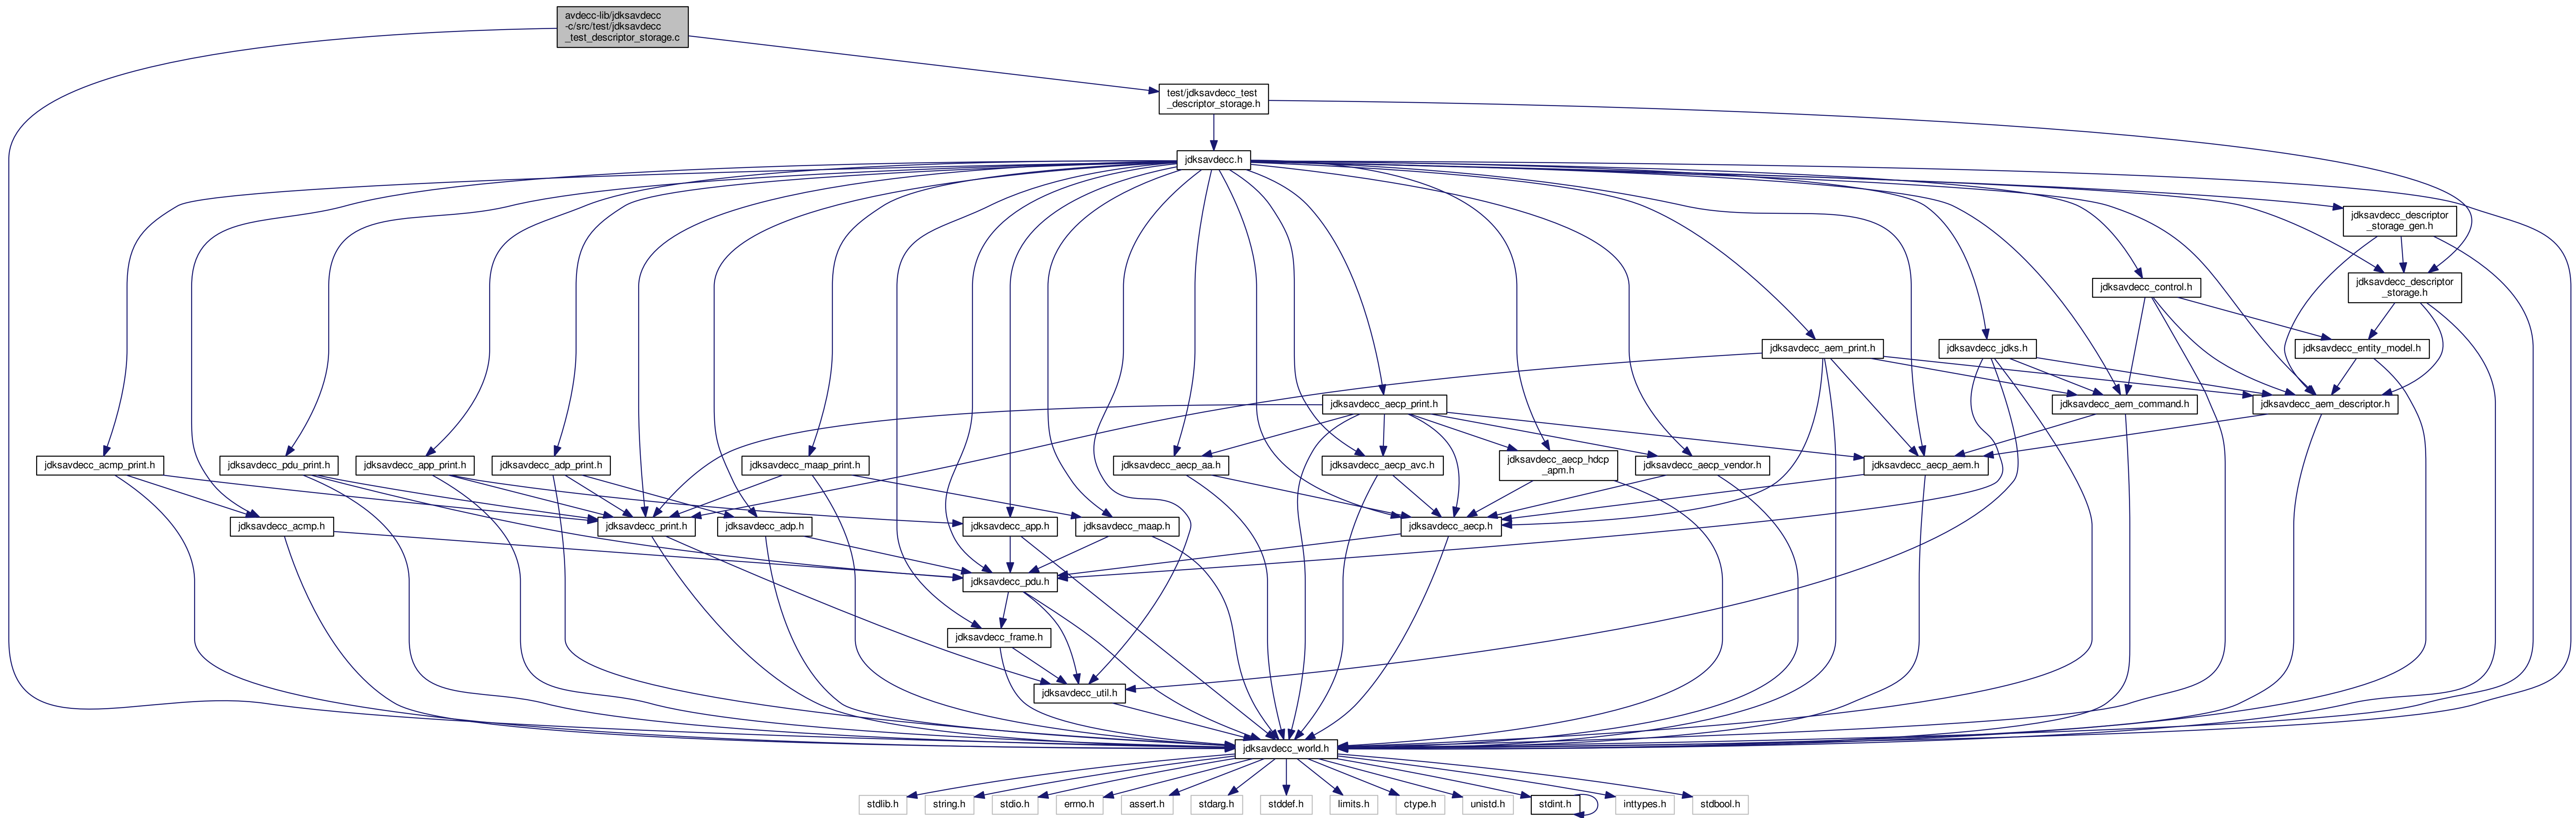 avdecc-lib/jdksavdecc
-c/src/test/jdksavdecc
_test_descriptor_storage.c
test/jdksavdecc_test
_descriptor_storage.h
jdksavdecc.h
jdksavdecc_descriptor
_storage_gen.h
jdksavdecc_control.h
jdksavdecc_descriptor
_storage.h
jdksavdecc_aem_print.h
jdksavdecc_jdks.h
jdksavdecc_entity_model.h
jdksavdecc_aecp_print.h
jdksavdecc_aem_command.h
jdksavdecc_aem_descriptor.h
jdksavdecc_acmp_print.h
jdksavdecc_pdu_print.h
jdksavdecc_app_print.h
jdksavdecc_adp_print.h
jdksavdecc_maap_print.h
jdksavdecc_aecp_aa.h
jdksavdecc_aecp_avc.h
jdksavdecc_aecp_hdcp
_apm.h
jdksavdecc_aecp_vendor.h
jdksavdecc_aecp_aem.h
jdksavdecc_acmp.h
jdksavdecc_print.h
jdksavdecc_adp.h
jdksavdecc_app.h
jdksavdecc_maap.h
jdksavdecc_aecp.h
jdksavdecc_pdu.h
jdksavdecc_frame.h
jdksavdecc_util.h
jdksavdecc_world.h
stdlib.h
string.h
stdio.h
errno.h
assert.h
stdarg.h
stddef.h
limits.h
ctype.h
unistd.h
stdint.h
inttypes.h
stdbool.h